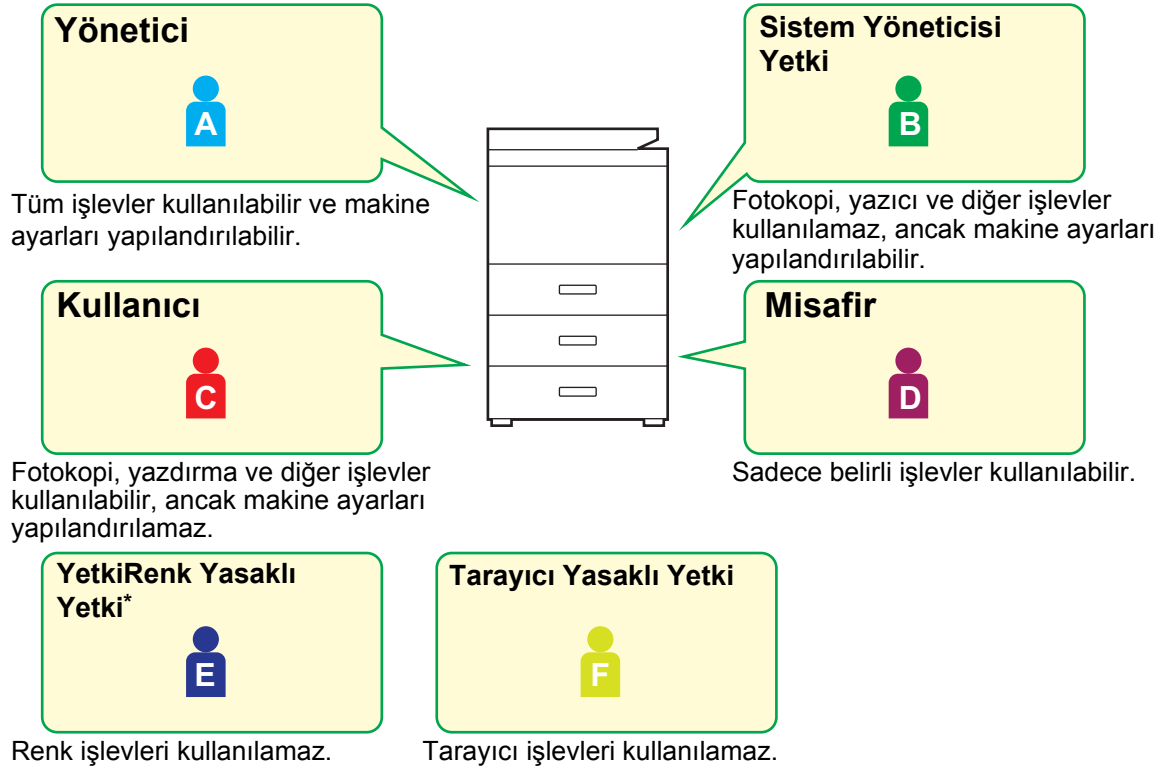 Yönetici
A
Tüm işlevler kullanılabilir ve makine
ayarları yapılandırılabilir.
Sistem Yöneticisi
Yetki
B
Fotokopi, yazıcı ve diğer işlevler
kullanılamaz, ancak makine ayarları
yapılandırılabilir.
Kullanıcı
C
Fotokopi, yazdırma ve diğer işlevler
kullanılabilir, ancak makine ayarları
yapılandırılamaz.
Misafir
D
Sadece belirli işlevler kullanılabilir.
YetkiRenk Yasaklı
Yetki*
E
Renk işlevleri kullanılamaz.
Tarayıcı Yasaklı Yetki
F
Tarayıcı işlevleri kullanılamaz.